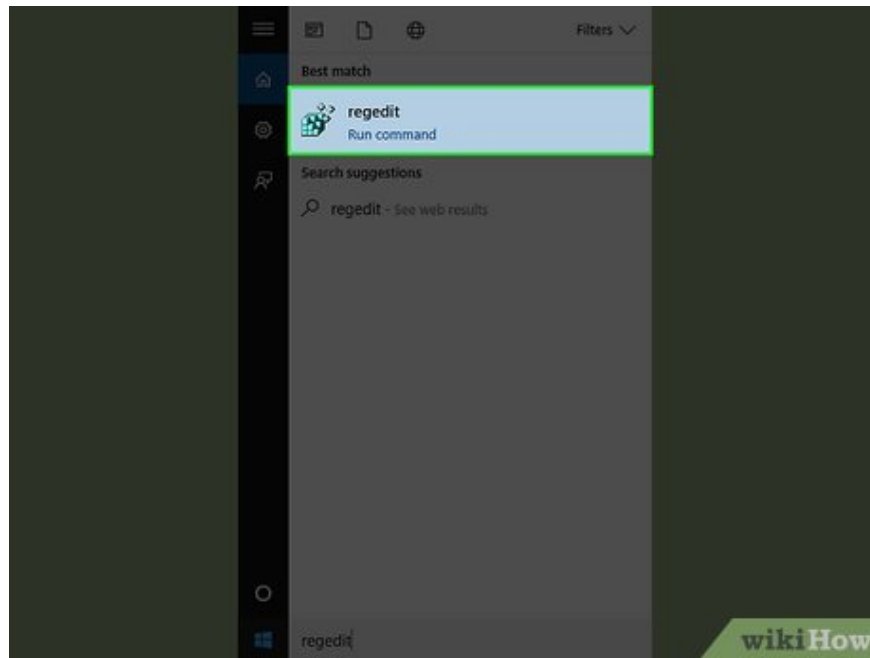 Filters
Best match
regedit
Run command
Search suggestions
regedit - See web results
regedit
wikiHow